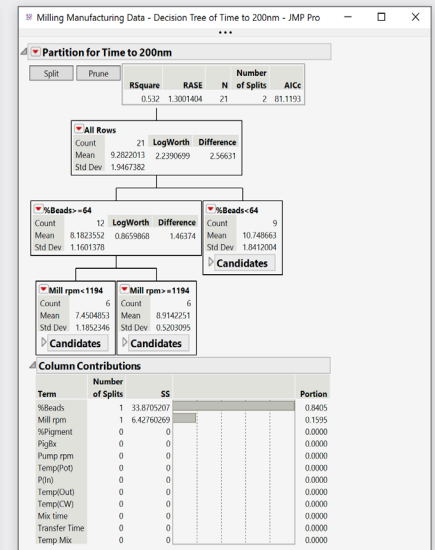 Milling Manufacturing Data - Decision Tree of Time to 200nm - JMP Pro
Partition for Time to 200nm
Split Prune
RSquare RASE N Number of Splits AICc
0.532 1.3001404 21 2 81.1193
All Rows
Count 21 LogWorth Difference
Mean 9.2822013 2.2390699 2.56631
Std Dev 1.9467382
%Beads>=64
Count 12 LogWorth Difference
Mean 8.1823552 0.8659868 1.46374
Std Dev 1.1601378
%Beads<64
Count 9
Mean 10.748663
Std Dev 1.8412004
Candidates
Mill rpm<1194
Count 6
Mean 7.4504853
Std Dev 1.1852346
Candidates
Mill rpm>=1194
Count 6
Mean 8.9142251
Std Dev 0.5203095
Candidates
Column Contributions
Term Number of Splits SS Portion
%Beads 1 33.8705207 0.8405
Mill rpm 1 6.42760269 0.1595
%Pigment 0 0 0.0000
PigBx 0 0 0.0000
Pump rpm 0 0 0.0000
Temp(Pot) 0 0 0.0000
P(In) 0 0 0.0000
Temp(Out) 0 0 0.0000
Temp(CW) 0 0 0.0000
Mix time 0 0 0.0000
Transfer Time 0 0 0.0000
Temp Mix 0 0 0.0000